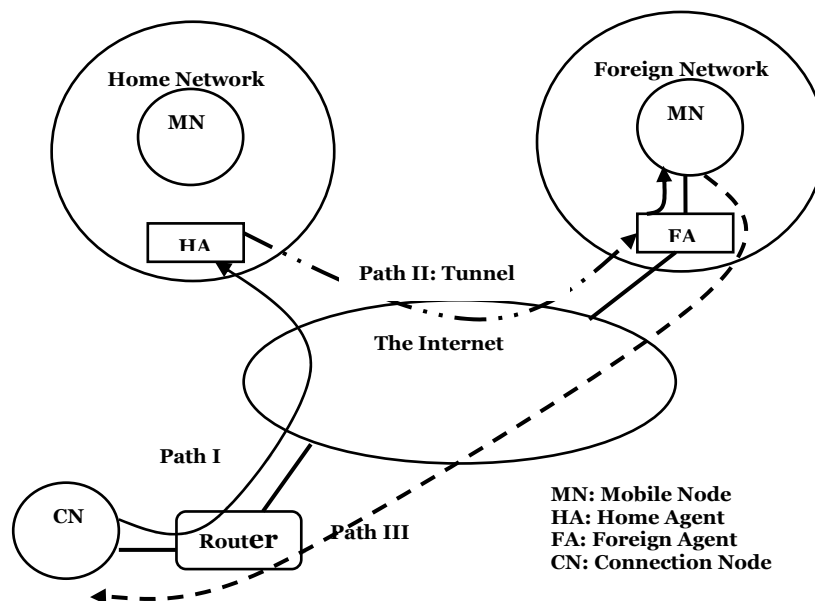 Home Network
MN
HA
Foreign Network
MN
FA
Path II: Tunnel
The Internet
Path I
CN
Router
Path III
MN: Mobile Node
HA: Home Agent
FA: Foreign Agent
CN: Connection Node